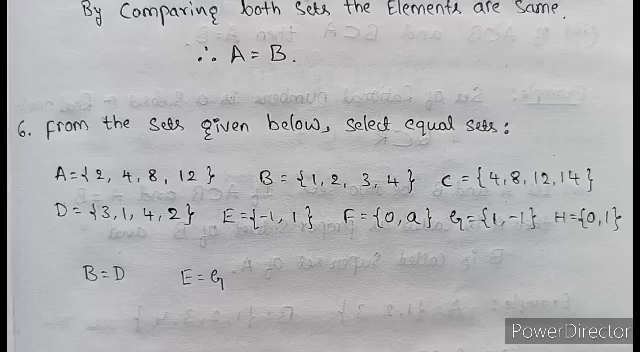 By Comparing both Sets the Elements are same.
∴ A = B.
6. from the sets given below, select equal sets :
A={2, 4, 8, 12} B = {1, 2, 3, 4} C = {4, 8, 12, 14}
D = {3, 1, 4, 2} E = {-1, 1} F = {0, a} G = {1, -1} H = {0, 1}
B = D E = G
PowerDirector